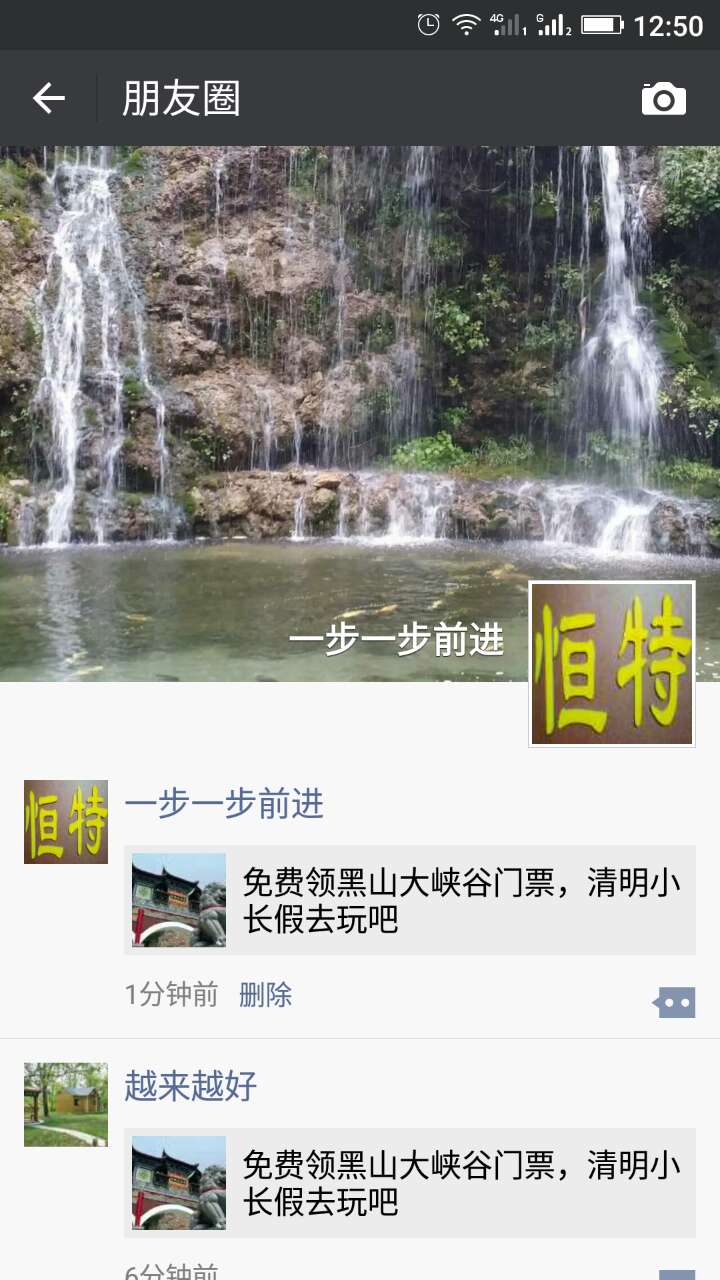 4G 1 G 2 12:50
朋友圈
一步一步前进
恒特
恒特
一步一步前进
免费领黑山大峡谷门票，清明小
长假去玩吧
1分钟前 删除
越来越好
免费领黑山大峡谷门票，清明小
长假去玩吧
6分钟前